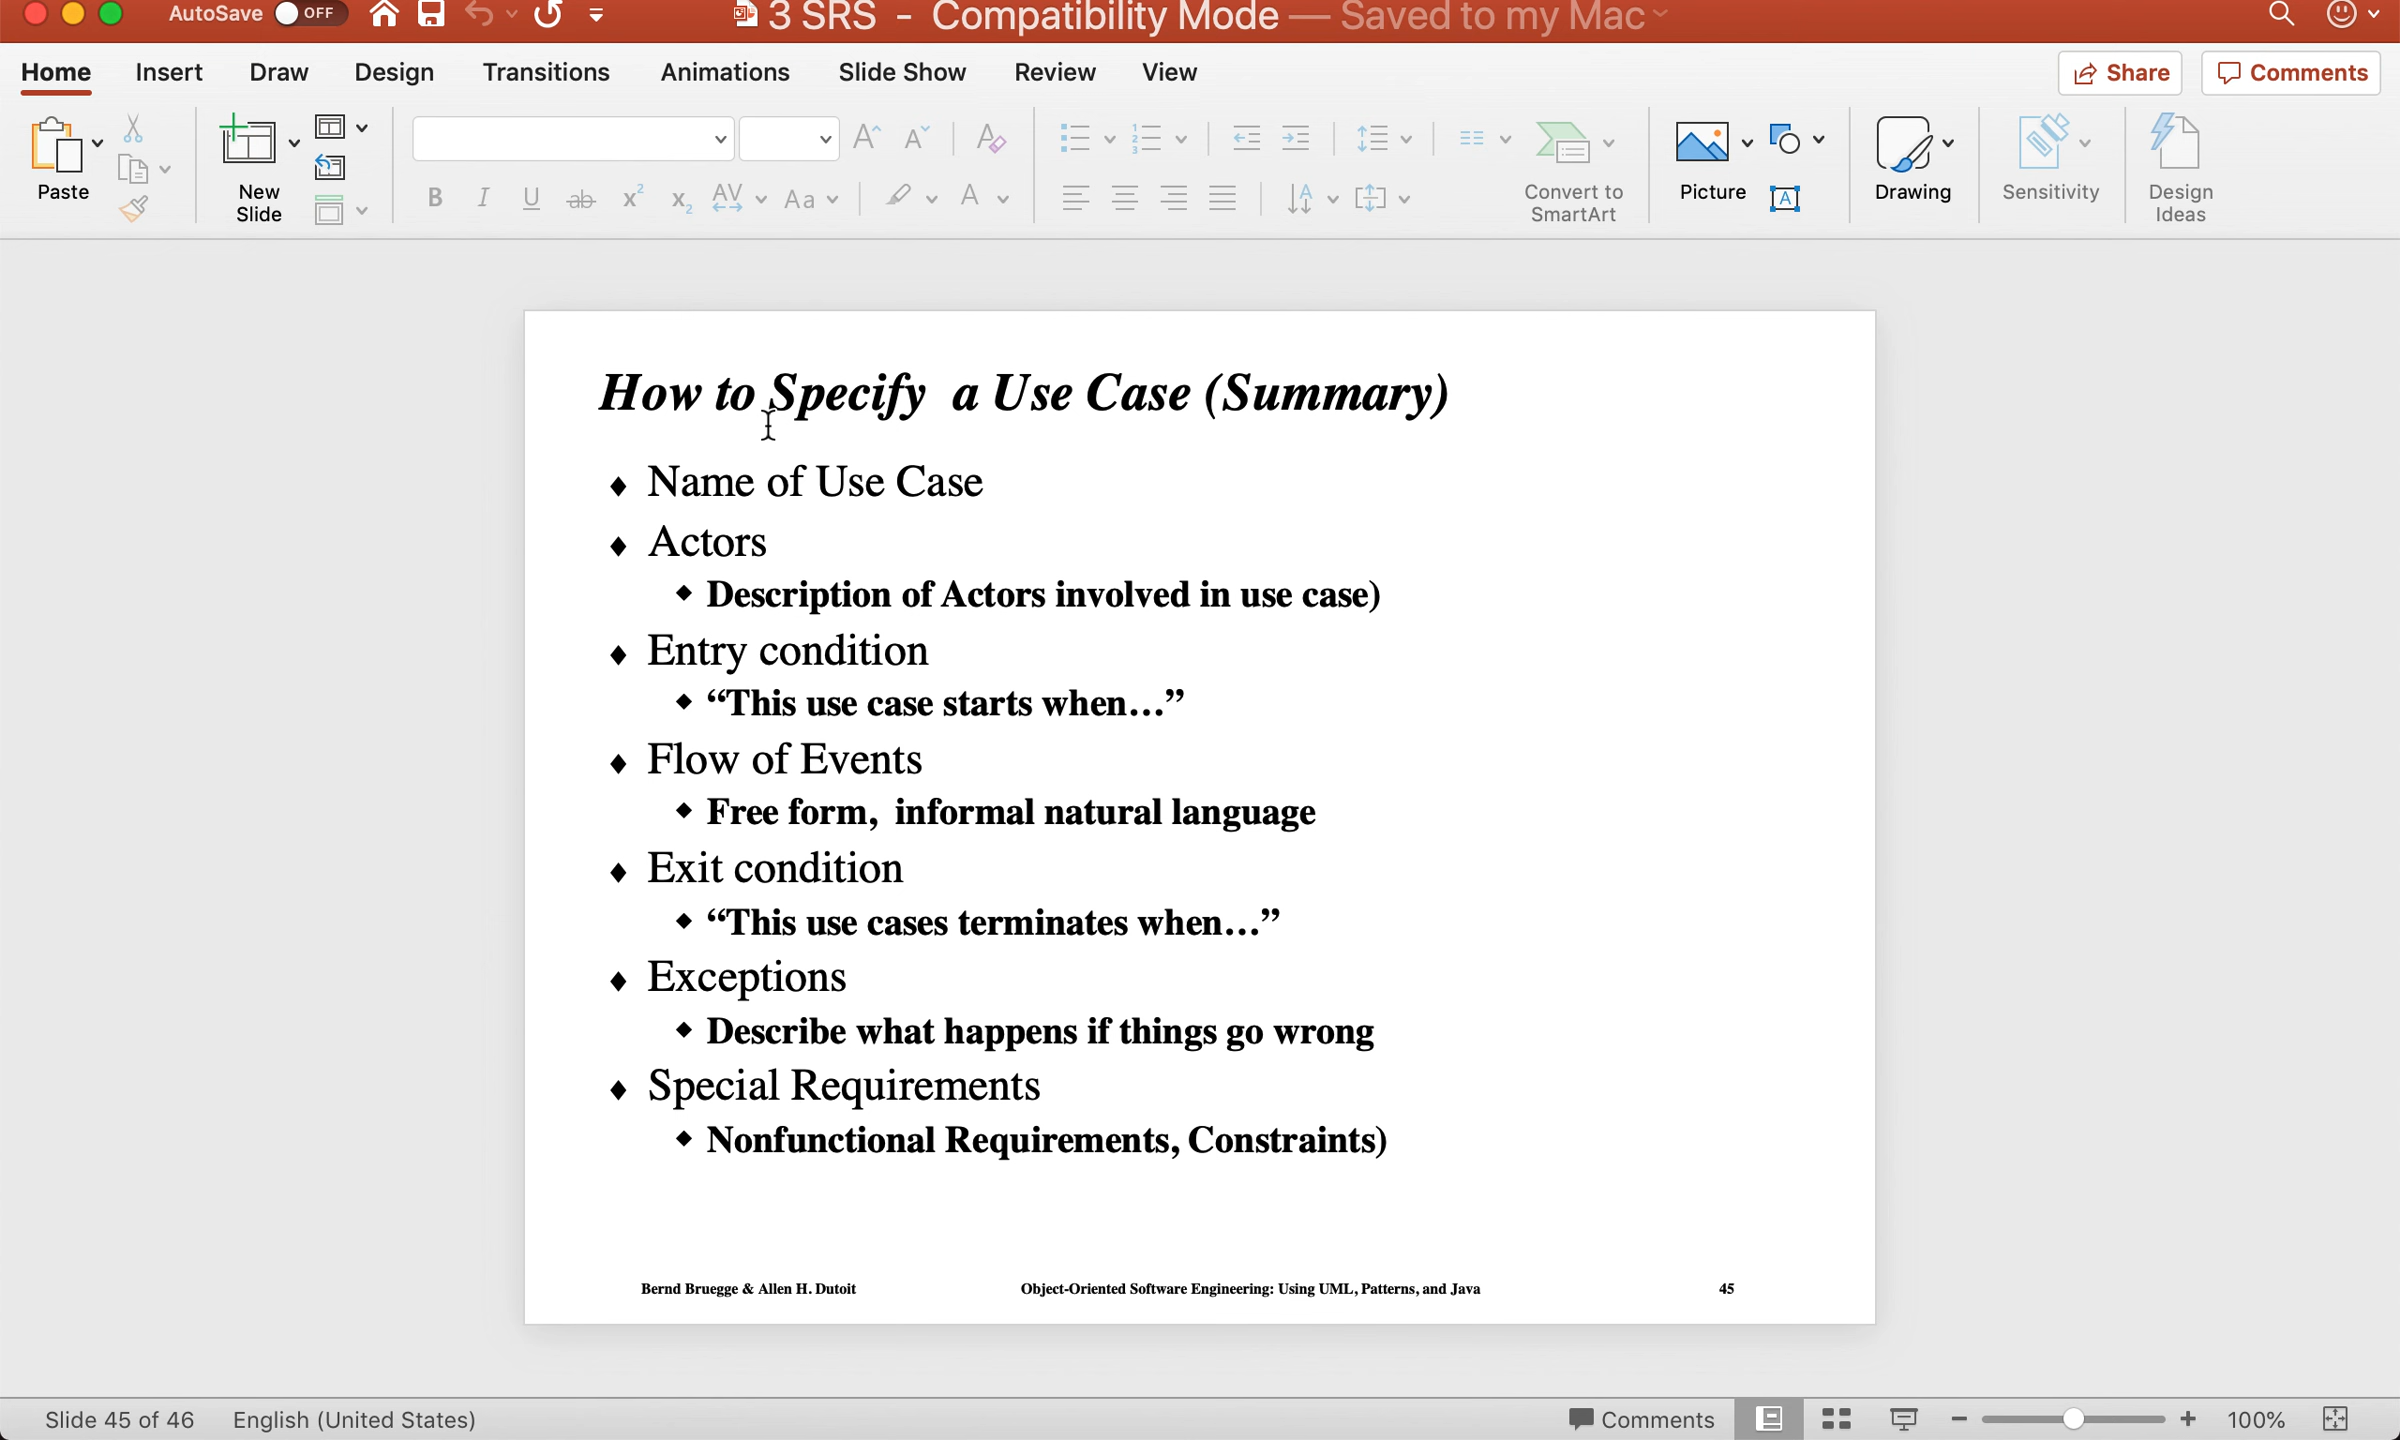 AutoSave OFF 3 SRS - Compatibility Mode — Saved to my Mac
Home Insert Draw Design Transitions Animations Slide Show Review View Share Comments
Paste New Slide Convert to SmartArt Picture Drawing Sensitivity Design Ideas
How to Specify a Use Case (Summary)
♦ Name of Use Case
♦ Actors
◆ Description of Actors involved in use case)
♦ Entry condition
◆ “This use case starts when…”
♦ Flow of Events
◆ Free form, informal natural language
♦ Exit condition
◆ “This use cases terminates when…”
♦ Exceptions
◆ Describe what happens if things go wrong
♦ Special Requirements
◆ Nonfunctional Requirements, Constraints)
Bernd Bruegge & Allen H. Dutoit Object-Oriented Software Engineering: Using UML, Patterns, and Java 45
Slide 45 of 46 English (United States) Comments 100%